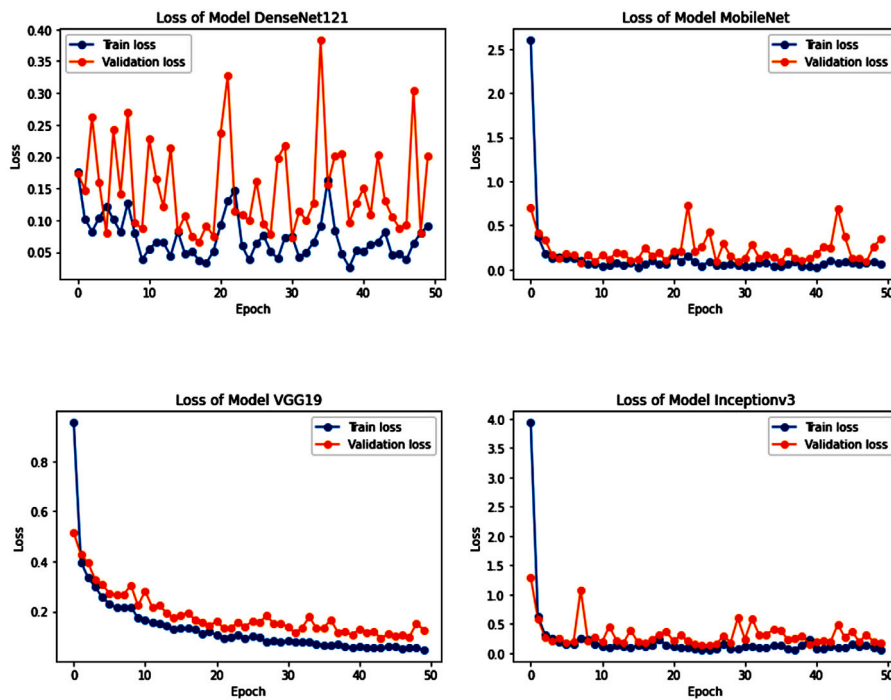 Loss of Model DenseNet121
Train loss
Validation loss
Loss
0.40
0.35
0.30
0.25
0.20
0.15
0.10
0.05
0 10 20 30 40 50
Epoch
Loss of Model MobileNet
Train loss
Validation loss
Loss
2.5
2.0
1.5
1.0
0.5
0.0
0 10 20 30 40 50
Epoch
Loss of Model VGG19
Train loss
Validation loss
Loss
0.8
0.6
0.4
0.2
0 10 20 30 40 50
Epoch
Loss of Model Inceptionv3
Train loss
Validation loss
Loss
4.0
3.5
3.0
2.5
2.0
1.5
1.0
0.5
0.0
0 10 20 30 40 50
Epoch